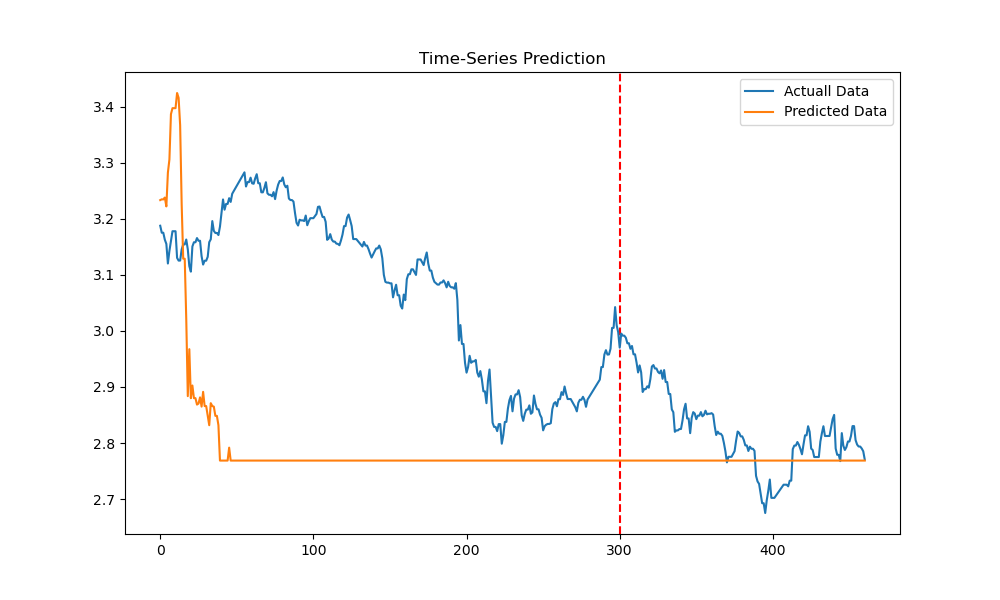 Time-Series Prediction
Actuall Data
Predicted Data
3.4
3.3
3.2
3.1
3.0
2.9
2.8
2.7
0 100 200 300 400